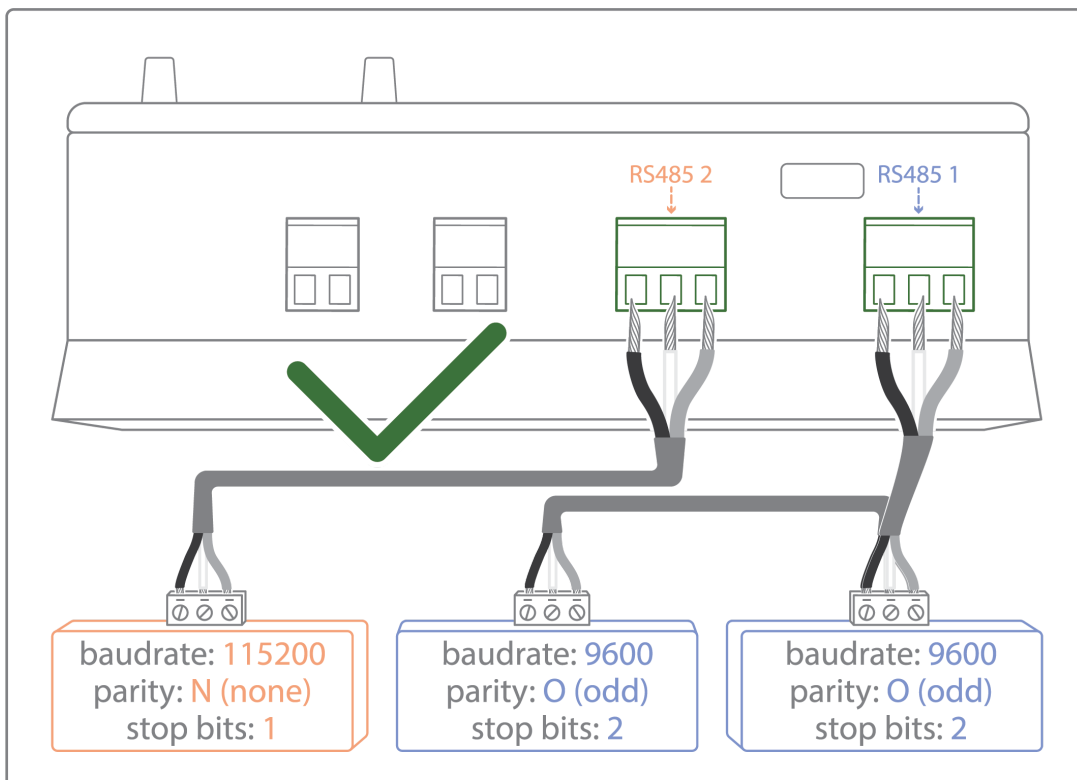 RS485 2
RS485 1
baudrate: 115200
parity: N (none)
stop bits: 1
baudrate: 9600
parity: O (odd)
stop bits: 2
baudrate: 9600
parity: O (odd)
stop bits: 2